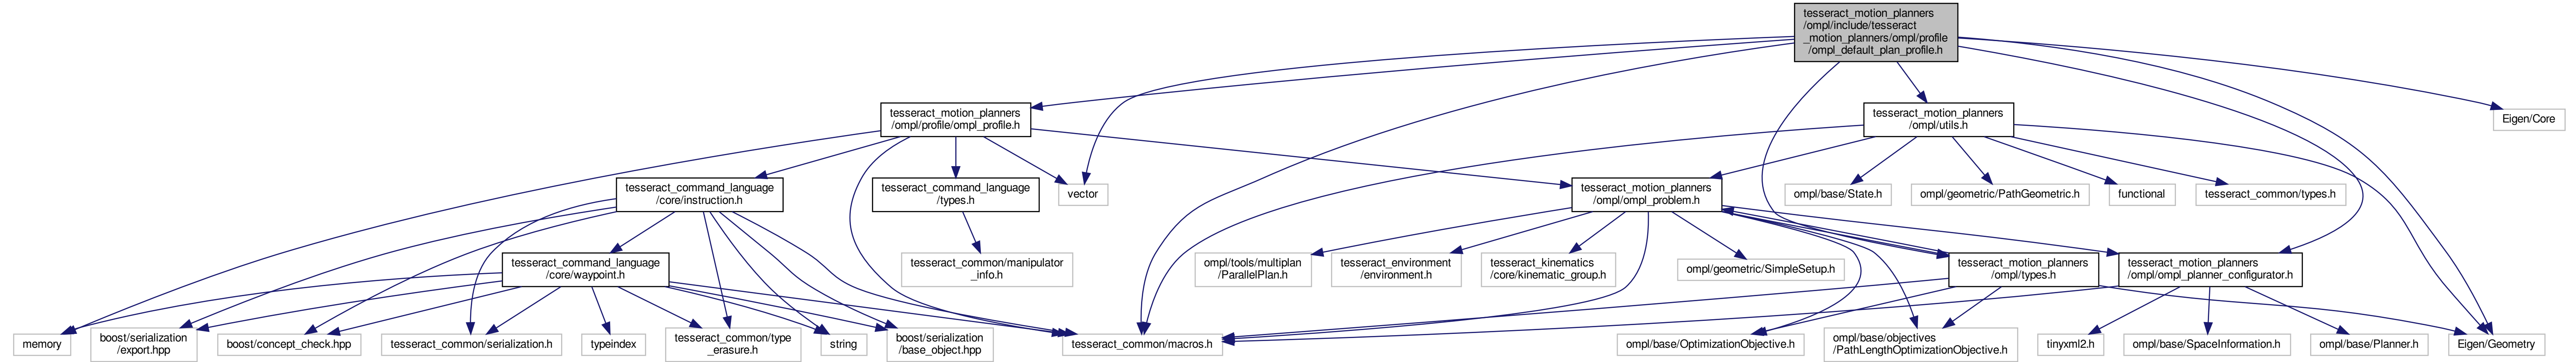 tesseract_motion_planners
/ompl/include/tesseract
_motion_planners/ompl/profile
/ompl_default_plan_profile.h
tesseract_motion_planners
/ompl/profile/ompl_profile.h
tesseract_motion_planners
/ompl/utils.h
Eigen/Core
tesseract_command_language
/core/instruction.h
tesseract_command_language
/types.h
vector
tesseract_motion_planners
/ompl/ompl_problem.h
ompl/base/State.h
ompl/geometric/PathGeometric.h
functional
tesseract_common/types.h
tesseract_command_language
/core/waypoint.h
tesseract_common/manipulator
_info.h
ompl/tools/multiplan
/ParallelPlan.h
tesseract_environment
/environment.h
tesseract_kinematics
/core/kinematic_group.h
ompl/geometric/SimpleSetup.h
tesseract_motion_planners
/ompl/types.h
tesseract_motion_planners
/ompl/ompl_planner_configurator.h
memory
boost/serialization
/export.hpp
boost/concept_check.hpp
tesseract_common/serialization.h
typeindex
tesseract_common/type
_erasure.h
string
boost/serialization
/base_object.hpp
tesseract_common/macros.h
ompl/base/OptimizationObjective.h
ompl/base/objectives
/PathLengthOptimizationObjective.h
tinyxml2.h
ompl/base/SpaceInformation.h
ompl/base/Planner.h
Eigen/Geometry